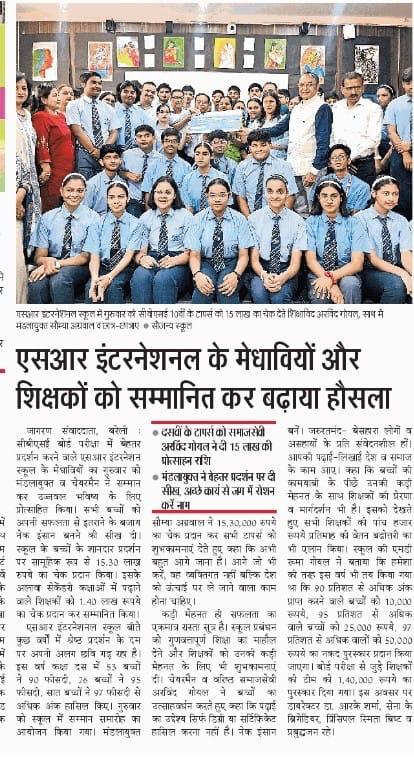 एसआर इंटरनेशनल स्कूल में गुरुवार को सीबीएसई 10वीं के टापर्स को 15 लाख का चेक देते शिक्षाविद अरविंद गोयल, साथ में
मंडलायुक्त सौम्या अग्रवाल व छात्र-छात्राएं ● सौजन्य स्कूल
एसआर इंटरनेशनल के मेधावियों और
शिक्षकों को सम्मानित कर बढ़ाया हौसला
जागरण संवाददाता, बरेली :
सीबीएसई बोर्ड परीक्षा में बेहतर
प्रदर्शन करने वाले एसआर इंटरनेशन
स्कूल के मेधावियों का गुरुवार को
मंडलायुक्त व चेयरमैन ने सम्मान
कर उज्जवल भविष्य के लिए
प्रोत्साहित किया। सभी बच्चों को
अपनी सफलता से इतराने के बजाय
नेक इंसान बनने की सीख दी।
स्कूल के बच्चों के शानदार प्रदर्शन
पर सामूहिक रूप से 15.30 लाख
रुपये का चेक प्रदान किया। इसके
अलावा सेकेंडरी कक्षाओं में पढ़ाने
वाले शिक्षकों को 1.40 लाख रुपये
का चेक प्रदान कर सम्मानित किया।
एसआर इंटरनेशनल स्कूल बीते
कुछ वर्षों में श्रेष्ठ प्रदर्शन के दम
पर अपनी अलग छवि गढ़ रहा है।
इस वर्ष कक्षा दस में 53 बच्चों
ने 90 फीसदी, 26 बच्चों ने 95
फीसदी, सात बच्चों ने 97 फीसदी से
अधिक अंक हासिल किए। गुरुवार
को स्कूल में सम्मान समारोह का
आयोजन किया गया। मंडलायुक्त
● दसवीं के टापर्स को समाजसेवी
अरविंद गोयल ने दी 15 लाख की
प्रोत्साहन राशि
● मंडलायुक्त ने बेहतर प्रदर्शन पर दी
सीख, अच्छे कार्य से जग में रोशन
करें नाम
सौम्या अग्रवाल ने 15,30,000 रुपये
का चेक प्रदान कर सभी टापर्स को
शुभकामनाएं देते हुए कहा कि अभी
बहुत आगे जाना है। आगे जो भी
करें, वह व्यक्तिगत नहीं बल्कि देश
को ऊंचाई पर ले जाने वाला काम
होना चाहिए।
कड़ी मेहनत ही सफलता का
एकमात्र रास्ता सूत्र है। स्कूल प्रबंधन
को गुणवत्तापूर्ण शिक्षा का माहौल
देने और शिक्षकों को उनकी कड़ी
मेहनत के लिए, भी शुभकामनाएं
दी। चेयरमैन व वरिष्ठ समाजसेवी
अरविंद गोयल ने बच्चों का
उत्साहवर्धन करते हुए कहा कि पढ़ाई
का उद्देश्य सिर्फ डिग्री या सर्टिफिकेट
हासिल करना नहीं है। नेक इंसान
बनें। जरूरतमंद- बेसहारा लोगों व
असहायों के प्रति संवेदनशील हों।
आपकी पढ़ाई-लिखाई देश व समाज
के काम आए। कहा कि बच्चों की
कामयाबी के पीछे उनकी कड़ी
मेहनत के साथ शिक्षकों की प्रेरणा
व मार्गदर्शन भी है। इसको देखते
हुए, सभी शिक्षकों की पांच हजार
रुपये प्रतिमाह की वेतन बढ़ोत्तरी का
भी एलान किया। स्कूल की एमडी
रूमा गोयल ने बताया कि हमेशा
की तरह इस वर्ष भी तय किया गया
था कि 90 प्रतिशत से अधिक अंक
प्राप्त करने वाले बच्चों को 10,000
रूपये, 95 प्रतिशत से अधिक
वालों को बच्चों को 25,000 रूपये, 97
प्रतिशत से अधिक वालों को 50,000
रूपये का नकद पुरस्कार प्रदान किया
जाएगा। बोर्ड परीक्षा से जुड़े शिक्षकों
की टीम को 1,40,000 रूपये का
पुरस्कार दिया गया। इस अवसर पर
डायरेक्टर डा. आरके शर्मा, सेना के
ब्रिगेडियर, प्रिंसिपल स्मिता बिष्ट व
प्रबुद्धजन रहे।